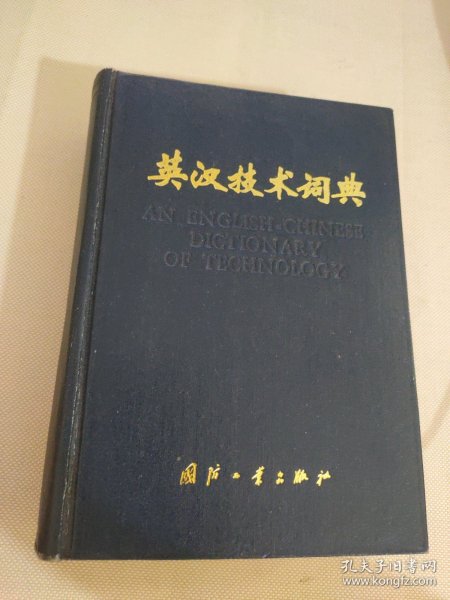 英汉技术词典
AN ENGLISH-CHINESE
DICTIONARY
OF TECHNOLOGY
国防工业出版社
孔夫子旧书网
www.kongfz.com